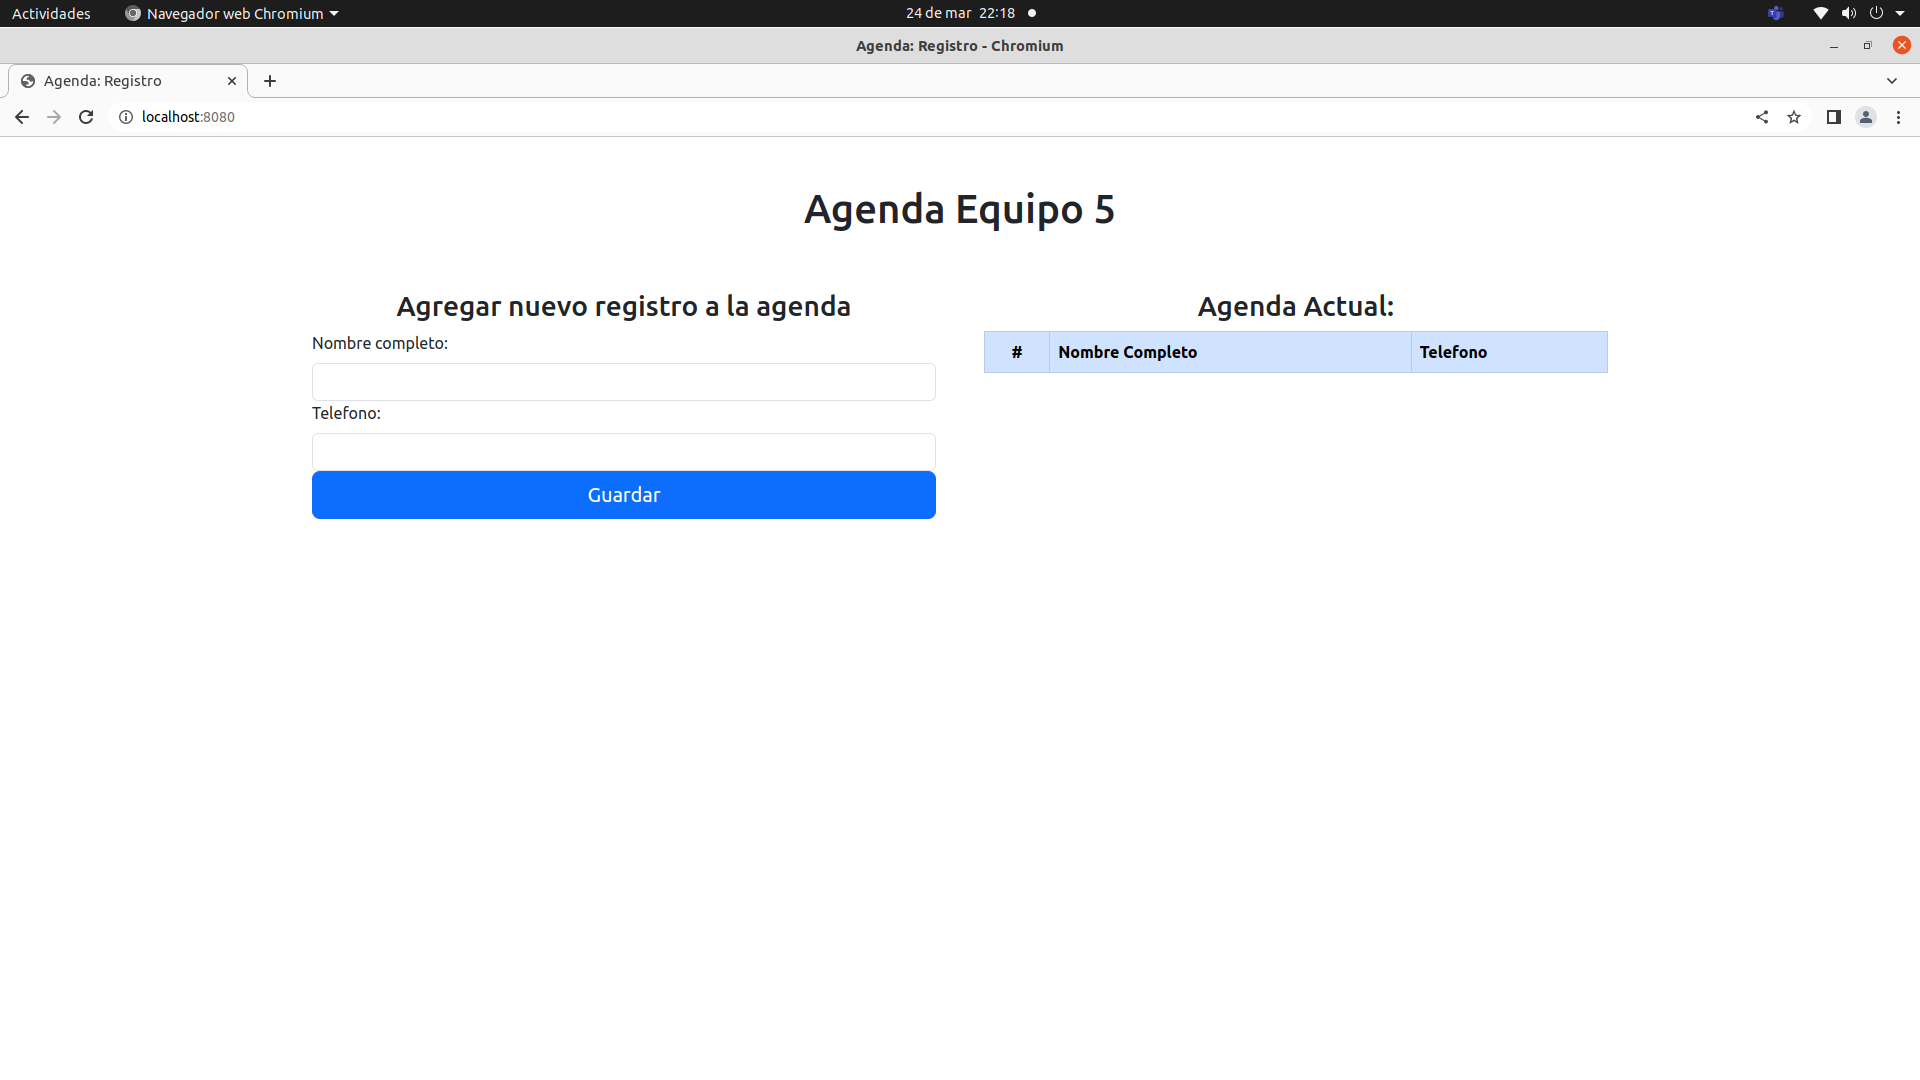 Actividades
Navegador web Chromium
24 de mar 22:18
Agenda: Registro - Chromium
Agenda: Registro
localhost:8080
Agenda Equipo 5
Agregar nuevo registro a la agenda
Nombre completo:
Telefono:
Guardar
Agenda Actual:
# Nombre Completo Telefono